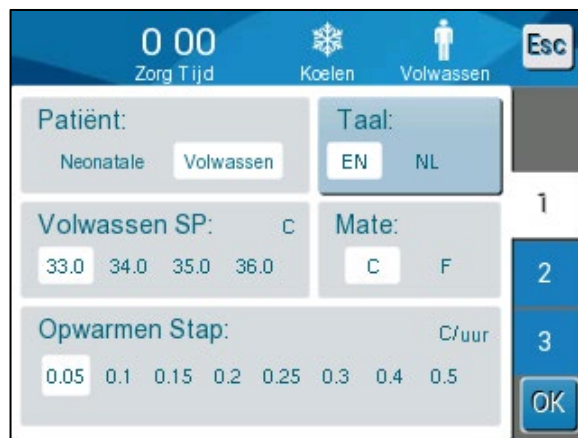 0 00
Zorg Tijd
Koelen
Volwassen
Esc
Patiënt:
Neonatale Volwassen
Taal:
EN NL
Volwassen SP: C
33.0 34.0 35.0 36.0
Mate:
C F
Opwarmen Stap: C/uur
0.05 0.1 0.15 0.2 0.25 0.3 0.4 0.5
1
2
3
OK